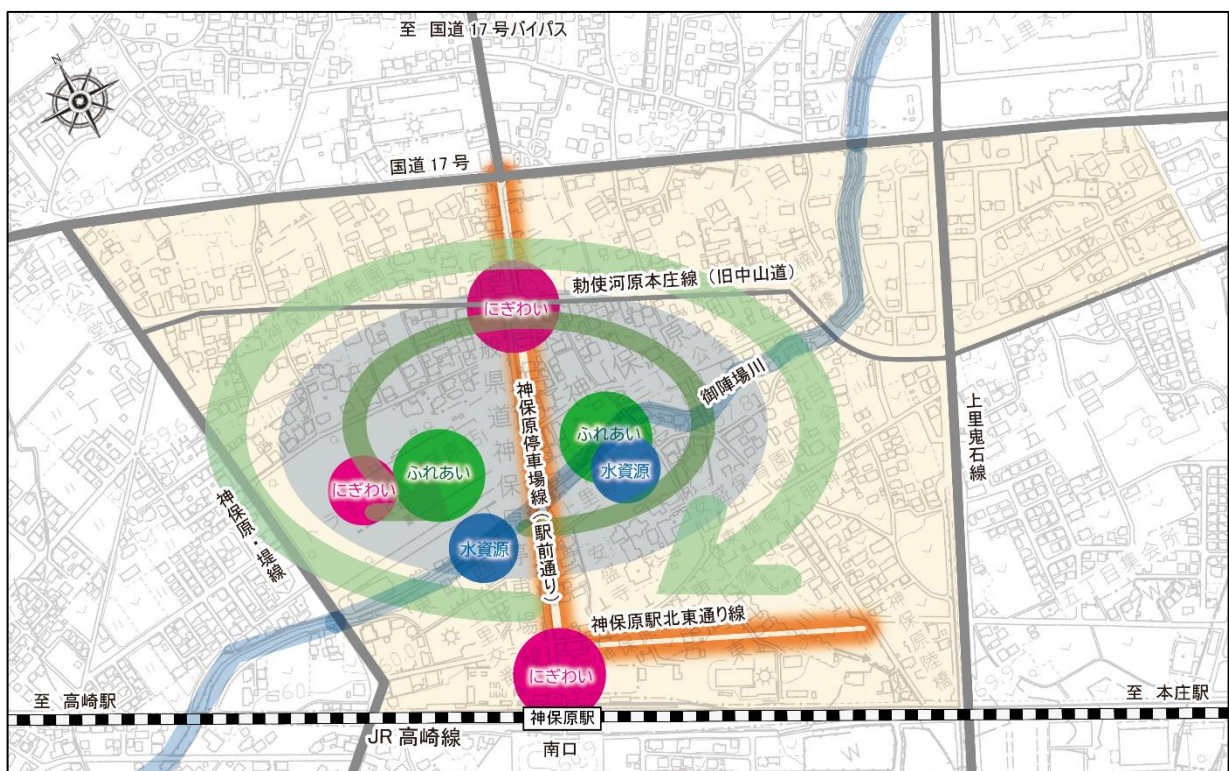 至 国道17号バイパス
N
国道17号
勅使河原本庄線（旧中山道）
にぎわい
御陣場川
神保原停車場線（駅前通り）
ふれあい
ふれあい
水資源
にぎわい
水資源
上里鬼石線
神保原・堤線
神保原駅北東通り線
にぎわい
至 高崎駅
至 本庄駅
神保原駅
JR高崎線
南口